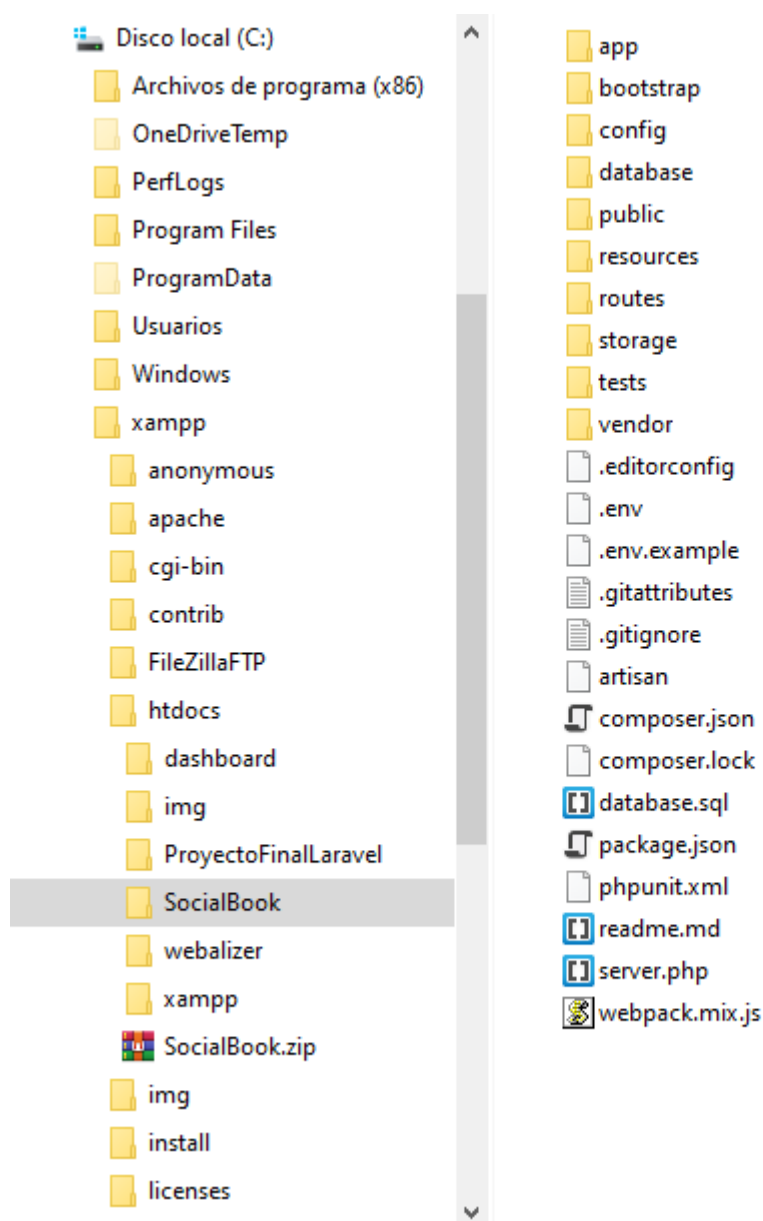 Disco local (C:)
Archivos de programa (x86)
OneDriveTemp
PerfLogs
Program Files
ProgramData
Usuarios
Windows
xampp
anonymous
apache
cgi-bin
contrib
FileZillaFTP
htdocs
dashboard
img
ProyectoFinalLaravel
SocialBook
webalizer
xampp
SocialBook.zip
img
install
licenses
app
bootstrap
config
database
public
resources
routes
storage
tests
vendor
.editorconfig
.env
.env.example
.gitattributes
.gitignore
artisan
composer.json
composer.lock
database.sql
package.json
phpunit.xml
readme.md
server.php
webpack.mix.js